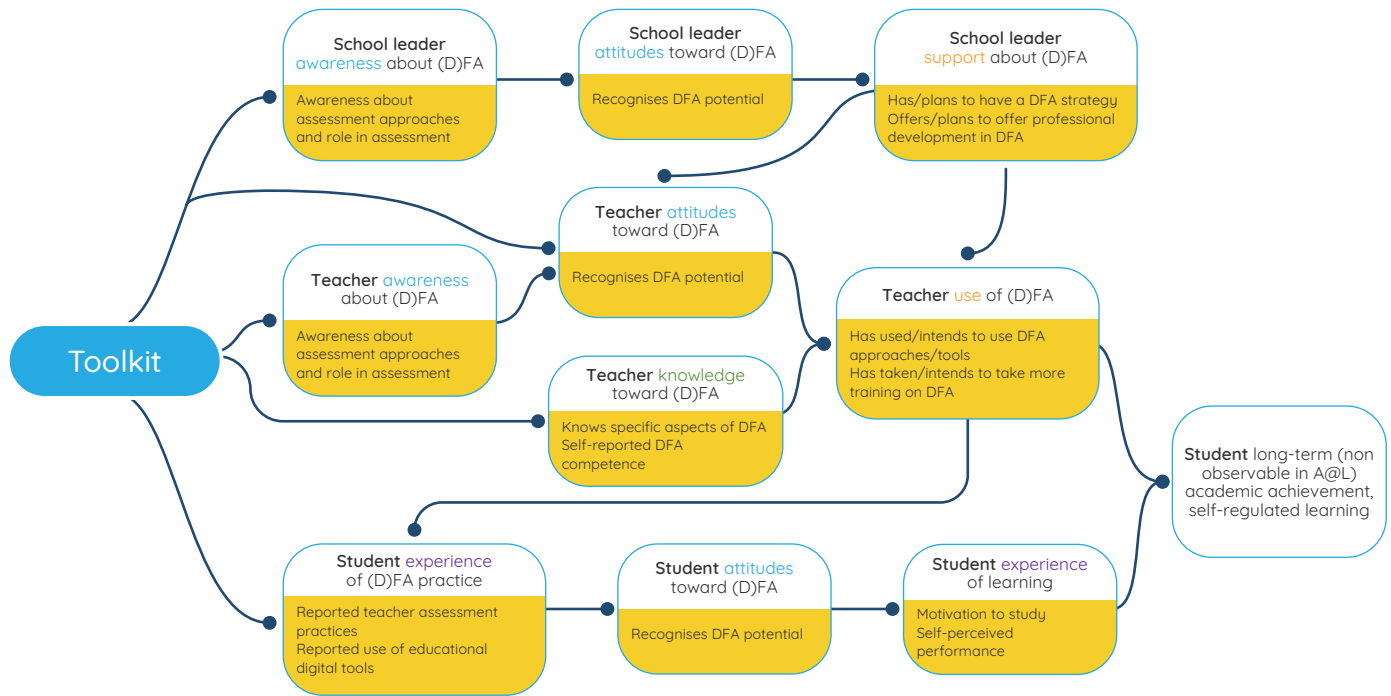 School leader
awareness about (D)FA
Awareness about
assessment approaches
and role in assessment
School leader
attitudes toward (D)FA
Recognises DFA potential
School leader
support about (D)FA
Has/plans to have a DFA strategy
Offers/plans to offer professional
development in DFA
Teacher attitudes
toward (D)FA
Recognises DFA potential
Teacher awareness
about (D)FA
Awareness about
assessment approaches
and role in assessment
Teacher use of (D)FA
Has used/intends to use DFA
approaches/tools
Has taken/intends to take more
training on DFA
Toolkit
Teacher knowledge
toward (D)FA
Knows specific aspects of DFA
Self-reported DFA
competence
Student long-term (non
observable in A@L)
academic achievement,
self-regulated learning
Student experience
of (D)FA practice
Reported teacher assessment
practices
Reported use of educational
digital tools
Student attitudes
toward (D)FA
Recognises DFA potential
Student experience
of learning
Motivation to study
Self-perceived
performance